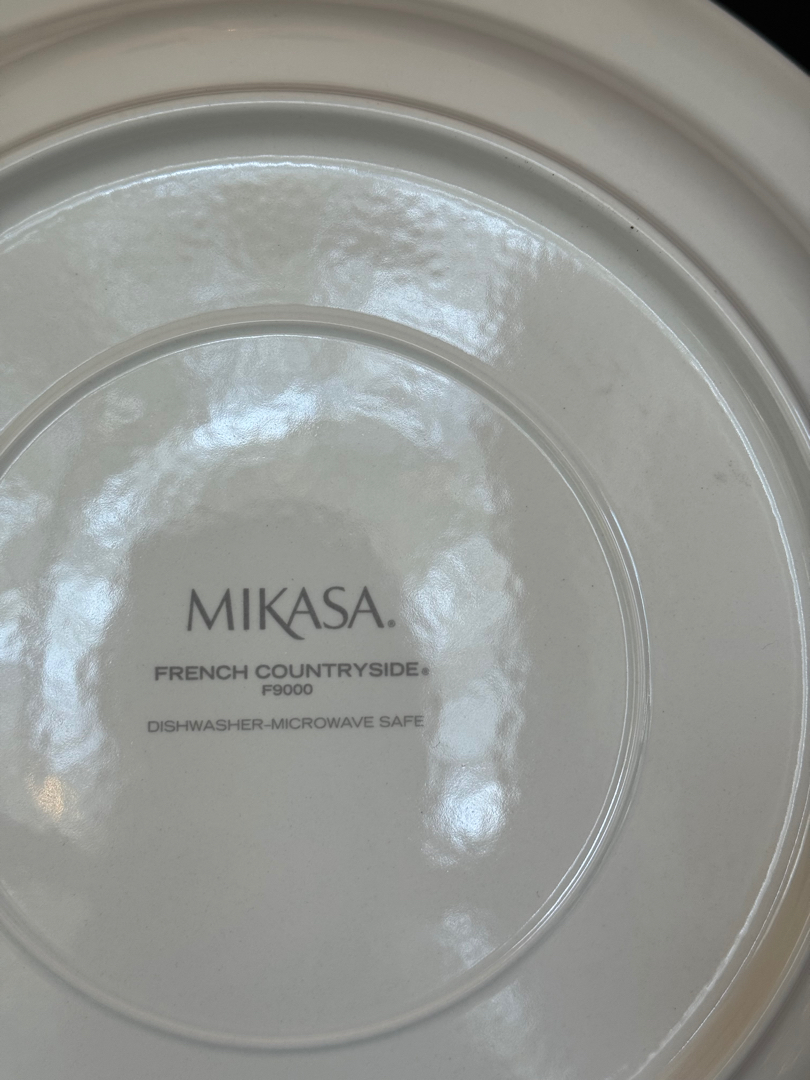 MIKASA®
FRENCH COUNTRYSIDE®
F9000
DISHWASHER–MICROWAVE SAFE